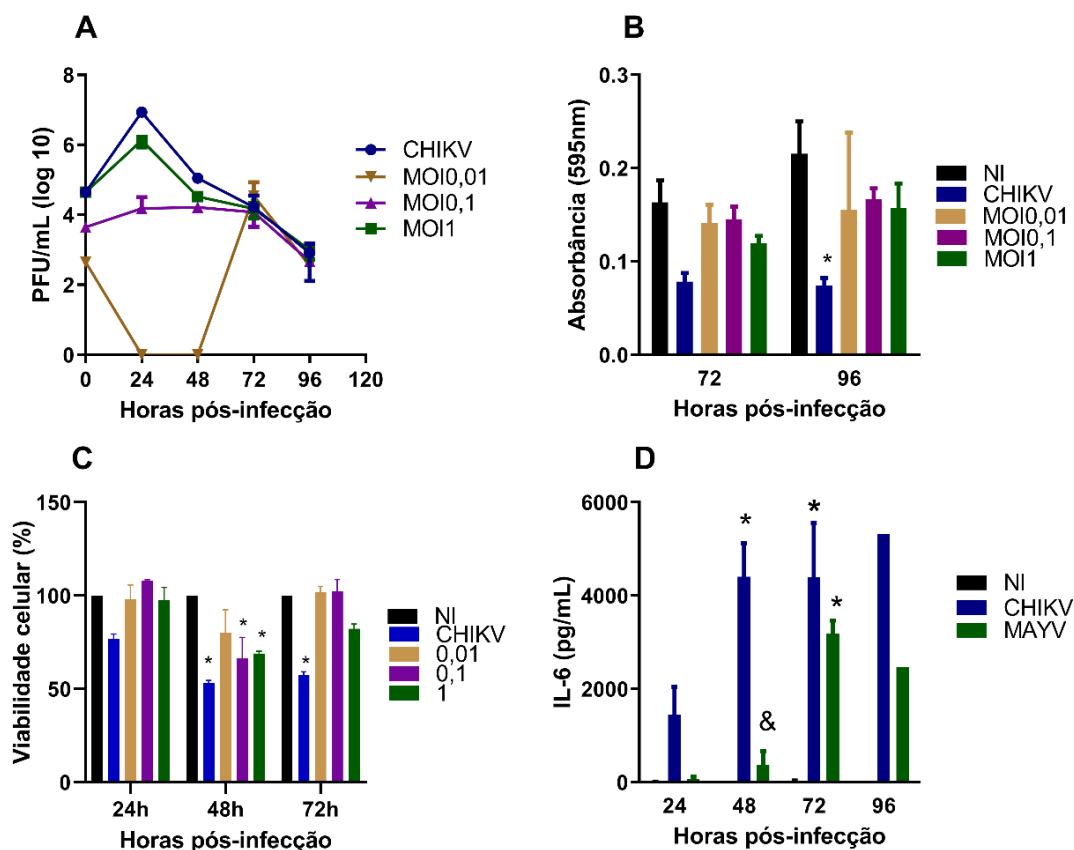 A
PFU/mL (log 10)
8
6
4
2
0
0 24 48 72 96 120
Horas pós-infecção
CHIKV
MOI0,01
MOI0,1
MOI1
B
Absorbância (595nm)
0.3
0.2
0.1
0.0
*
72 96
Horas pós-infecção
NI
CHIKV
MOI0,01
MOI0,1
MOI1
C
Viabilidade celular (%)
150
100
50
0
* * * *
24h 48h 72h
Horas pós-infecção
NI
CHIKV
0,01
0,1
1
D
IL-6 (pg/mL)
6000
4000
2000
0
* & * *
24 48 72 96
Horas pós-infecção
NI
CHIKV
MAYV